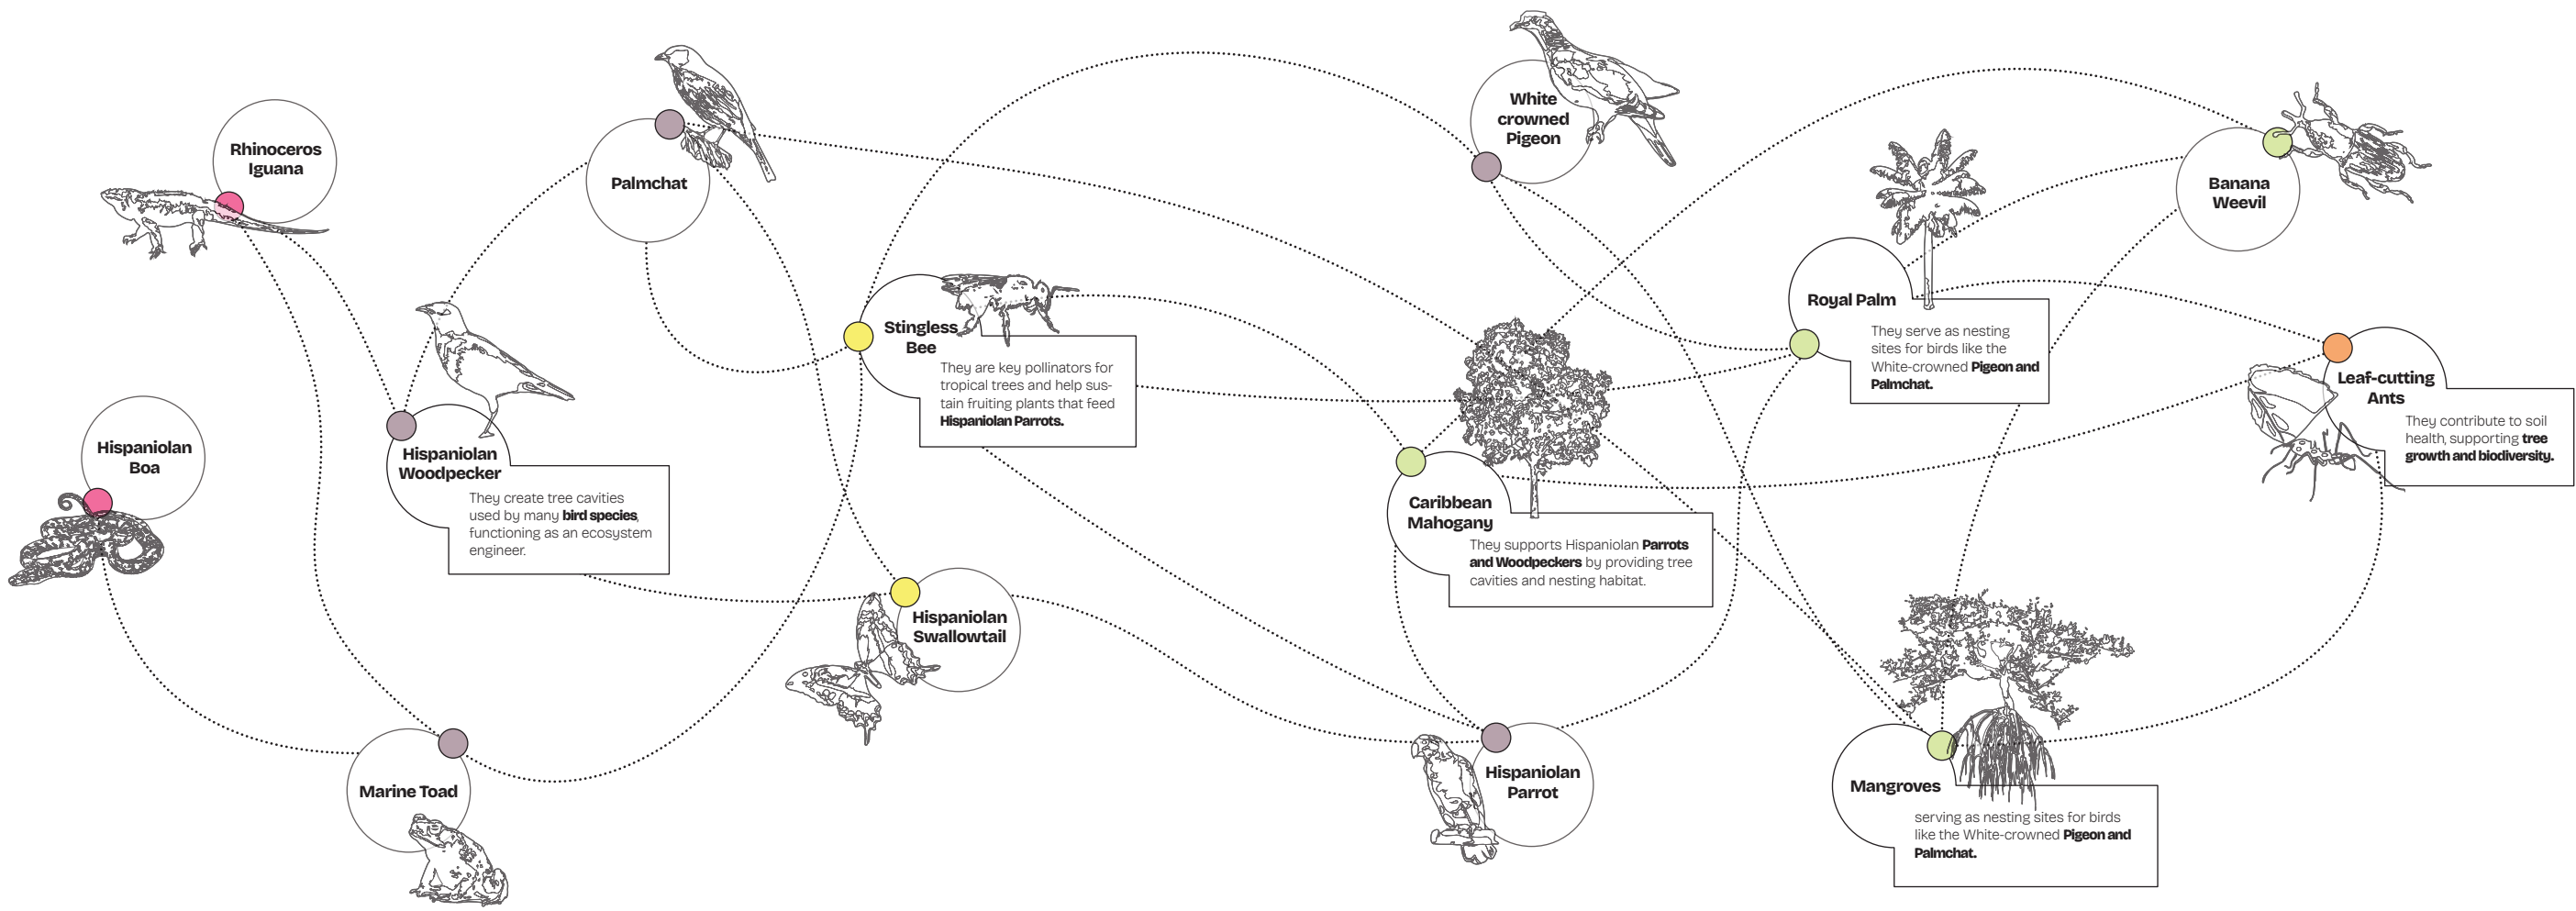 Rhinoceros
Iguana
Palmchat
White
crowned
Pigeon
Banana
Weevil
Hispaniolan
Boa
Hispaniolan
Woodpecker
They create tree cavities
used by many bird species,
functioning as an ecosystem
engineer.
Stingless
Bee
They are key pollinators for
tropical trees and help sus-
tain fruiting plants that feed
Hispaniolan Parrots.
Royal Palm
They serve as nesting
sites for birds like the
White-crowned Pigeon and
Palmchat.
Leaf-cutting
Ants
They contribute to soil
health, supporting tree
growth and biodiversity.
Caribbean
Mahogany
They supports Hispaniolan Parrots
and Woodpeckers by providing tree
cavities and nesting habitat.
Hispaniolan
Swallowtail
Marine Toad
Hispaniolan
Parrot
Mangroves
serving as nesting sites for birds
like the White-crowned Pigeon and
Palmchat.